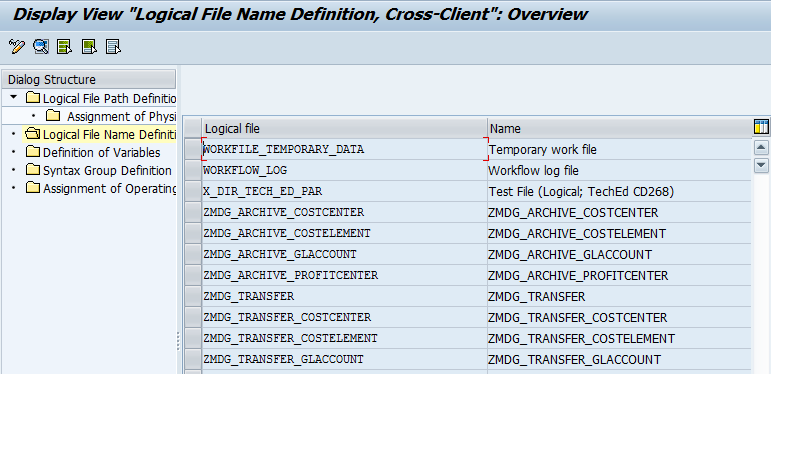 Display View "Logical File Name Definition, Cross-Client": Overview
Dialog Structure
Logical File Path Definitio
Assignment of Physi
Logical File Name Definiti
Definition of Variables
Syntax Group Definition
Assignment of Operating
Logical file Name
WORKFILE_TEMPORARY_DATA Temporary work file
WORKFLOW_LOG Workflow log file
X_DIR_TECH_ED_PAR Test File (Logical; TechEd CD268)
ZMDG_ARCHIVE_COSTCENTER ZMDG_ARCHIVE_COSTCENTER
ZMDG_ARCHIVE_COSTELEMENT ZMDG_ARCHIVE_COSTELEMENT
ZMDG_ARCHIVE_GLACCOUNT ZMDG_ARCHIVE_GLACCOUNT
ZMDG_ARCHIVE_PROFITCENTER ZMDG_ARCHIVE_PROFITCENTER
ZMDG_TRANSFER ZMDG_TRANSFER
ZMDG_TRANSFER_COSTCENTER ZMDG_TRANSFER_COSTCENTER
ZMDG_TRANSFER_COSTELEMENT ZMDG_TRANSFER_COSTELEMENT
ZMDG_TRANSFER_GLACCOUNT ZMDG_TRANSFER_GLACCOUNT